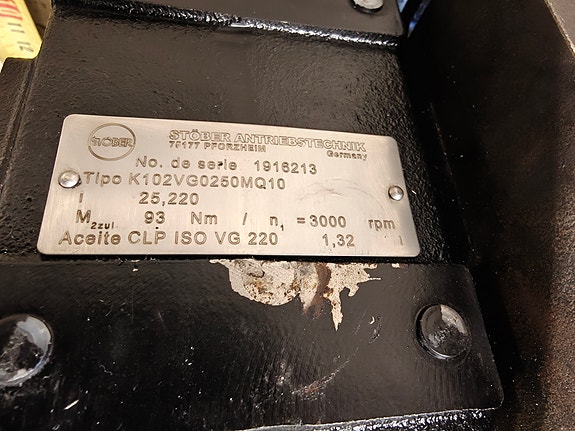 STÖBER
STÖBER ANTRIEBSTECHNIK
75177 PFORZHEIM Germany
No. de serie 1916213
Tipo K102VG0250MQ10
i 25,220
M2zul 93 Nm / n1 = 3000 rpm
Aceite CLP ISO VG 220 1,32 l